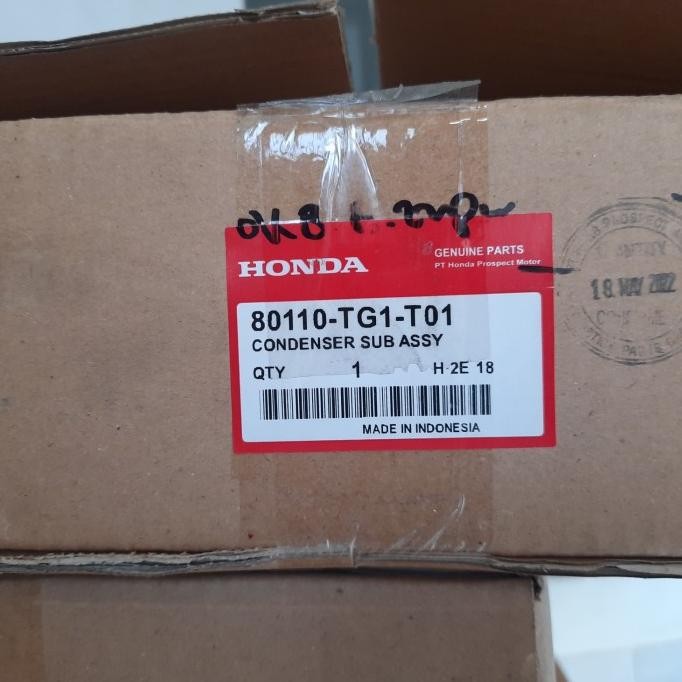 GENUINE PARTS
HONDA
PT Honda Prospect Motor
80110-TG1-T01
CONDENSER SUB ASSY
QTY 1 H 2E 18
MADE IN INDONESIA
18 MAY 2022